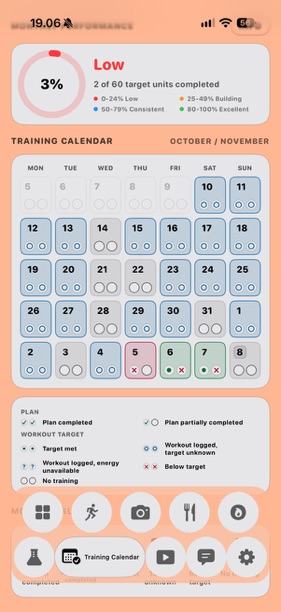 19.06
MONTHLY PERFORMANCE
3%
Low
2 of 60 target units completed
0-24% Low
25-49% Building
50-79% Consistent
80-100% Excellent
TRAINING CALENDAR
OCTOBER / NOVEMBER
MON TUE WED THU FRI SAT SUN
5 6 7 8 9 10 11
12 13 14 15 16 17 18
19 20 21 22 23 24 25
26 27 28 29 30 31 1
2 3 4 5 6 7 8
PLAN
Plan completed
Plan partially completed
WORKOUT TARGET
Target met
Workout logged,
target unknown
Workout logged, energy
unavailable
Below target
No training
Training Calendar
completed
unknown
target